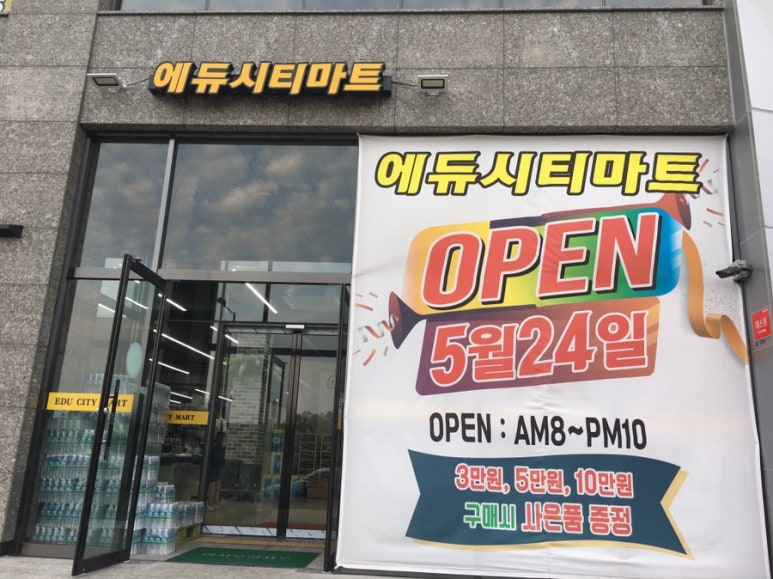 에듀시티마트
에듀시티마트
OPEN
5월24일
OPEN : AM8~PM10
3만원, 5만원, 10만원
구매시 사은품 증정
EDU CITY MART
Y MART